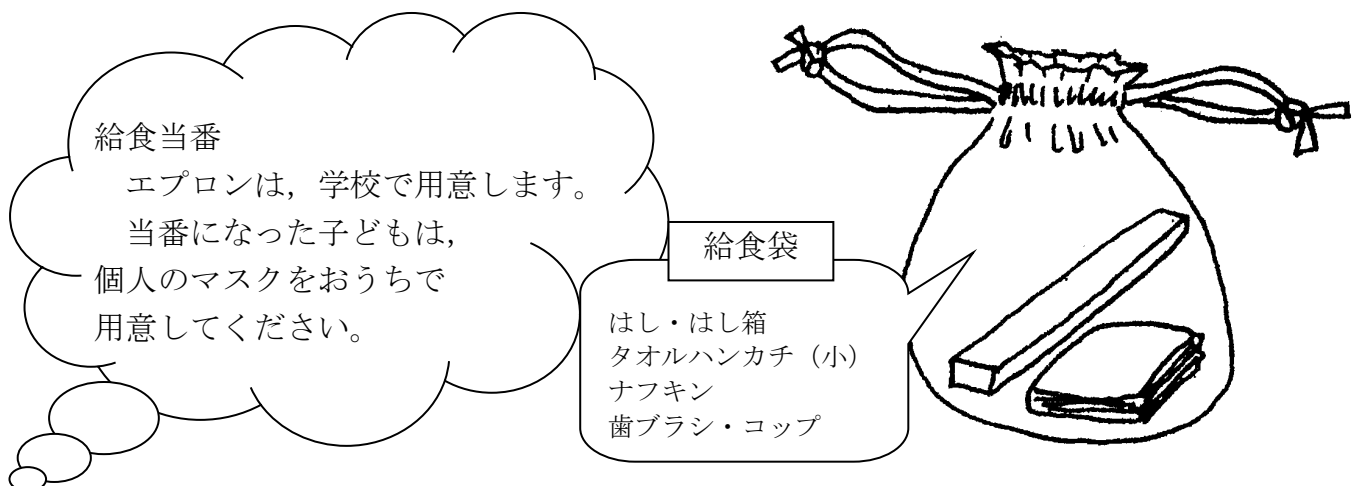 給食当番
エプロンは，学校で用意します。
当番になった子どもは，
個人のマスクをおうちで
用意してください。
給食袋
はし・はし箱
タオルハンカチ（小）
ナフキン
歯ブラシ・コップ